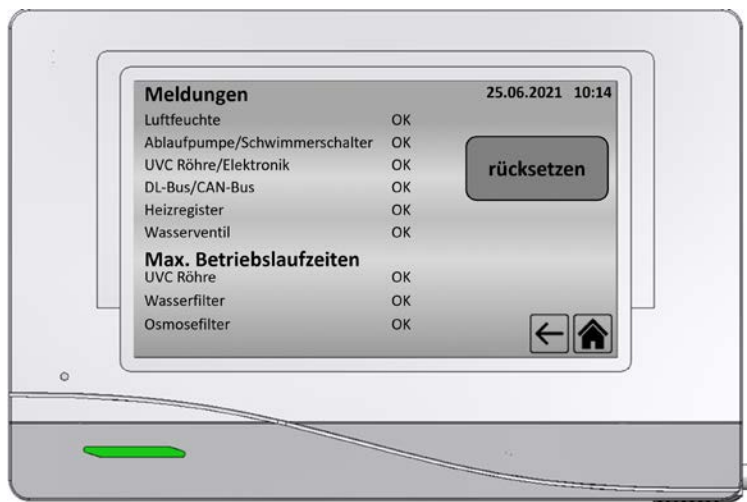 Meldungen 25.06.2021 10:14
Luftfeuchte OK
Ablaufpumpe/Schwimmerschalter OK
UVC Röhre/Elektronik OK
rücksetzen
DL-Bus/CAN-Bus OK
Heizregister OK
Wasserventil OK
Max. Betriebslaufzeiten
UVC Röhre OK
Wasserfilter OK
Osmosefilter OK